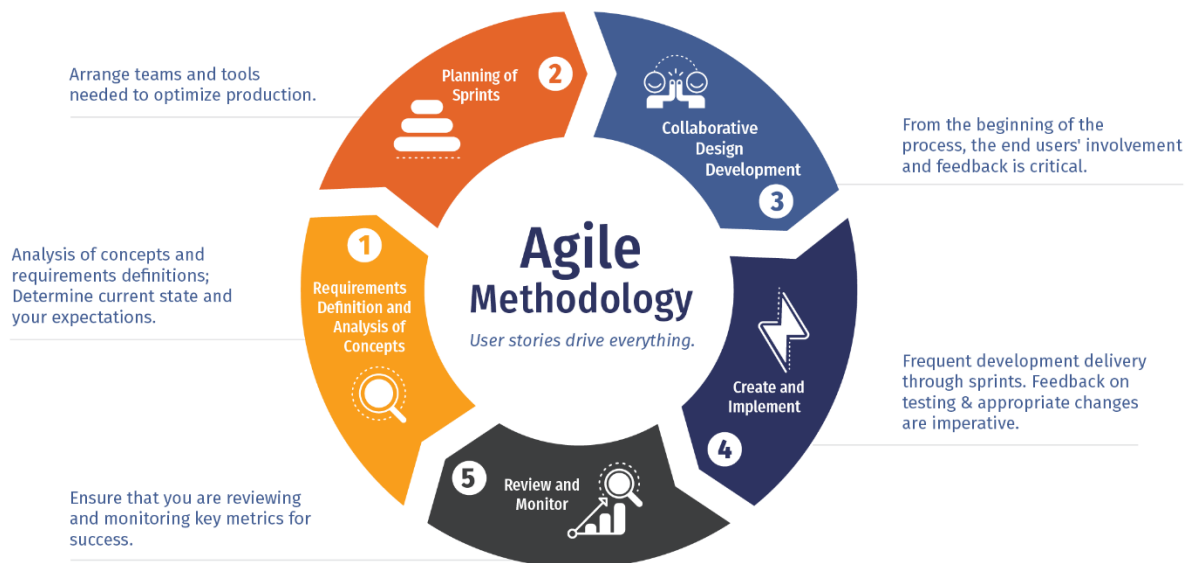 Agile
Methodology
User stories drive everything.
1
Requirements
Definition and
Analysis of
Concepts
Analysis of concepts and
requirements definitions;
Determine current state and
your expectations.
2
Planning of
Sprints
Arrange teams and tools
needed to optimize production.
Collaborative
Design
Development
3
From the beginning of the
process, the end users' involvement
and feedback is critical.
Create and
Implement
4
Frequent development delivery
through sprints. Feedback on
testing & appropriate changes
are imperative.
5
Review and
Monitor
Ensure that you are reviewing
and monitoring key metrics for
success.